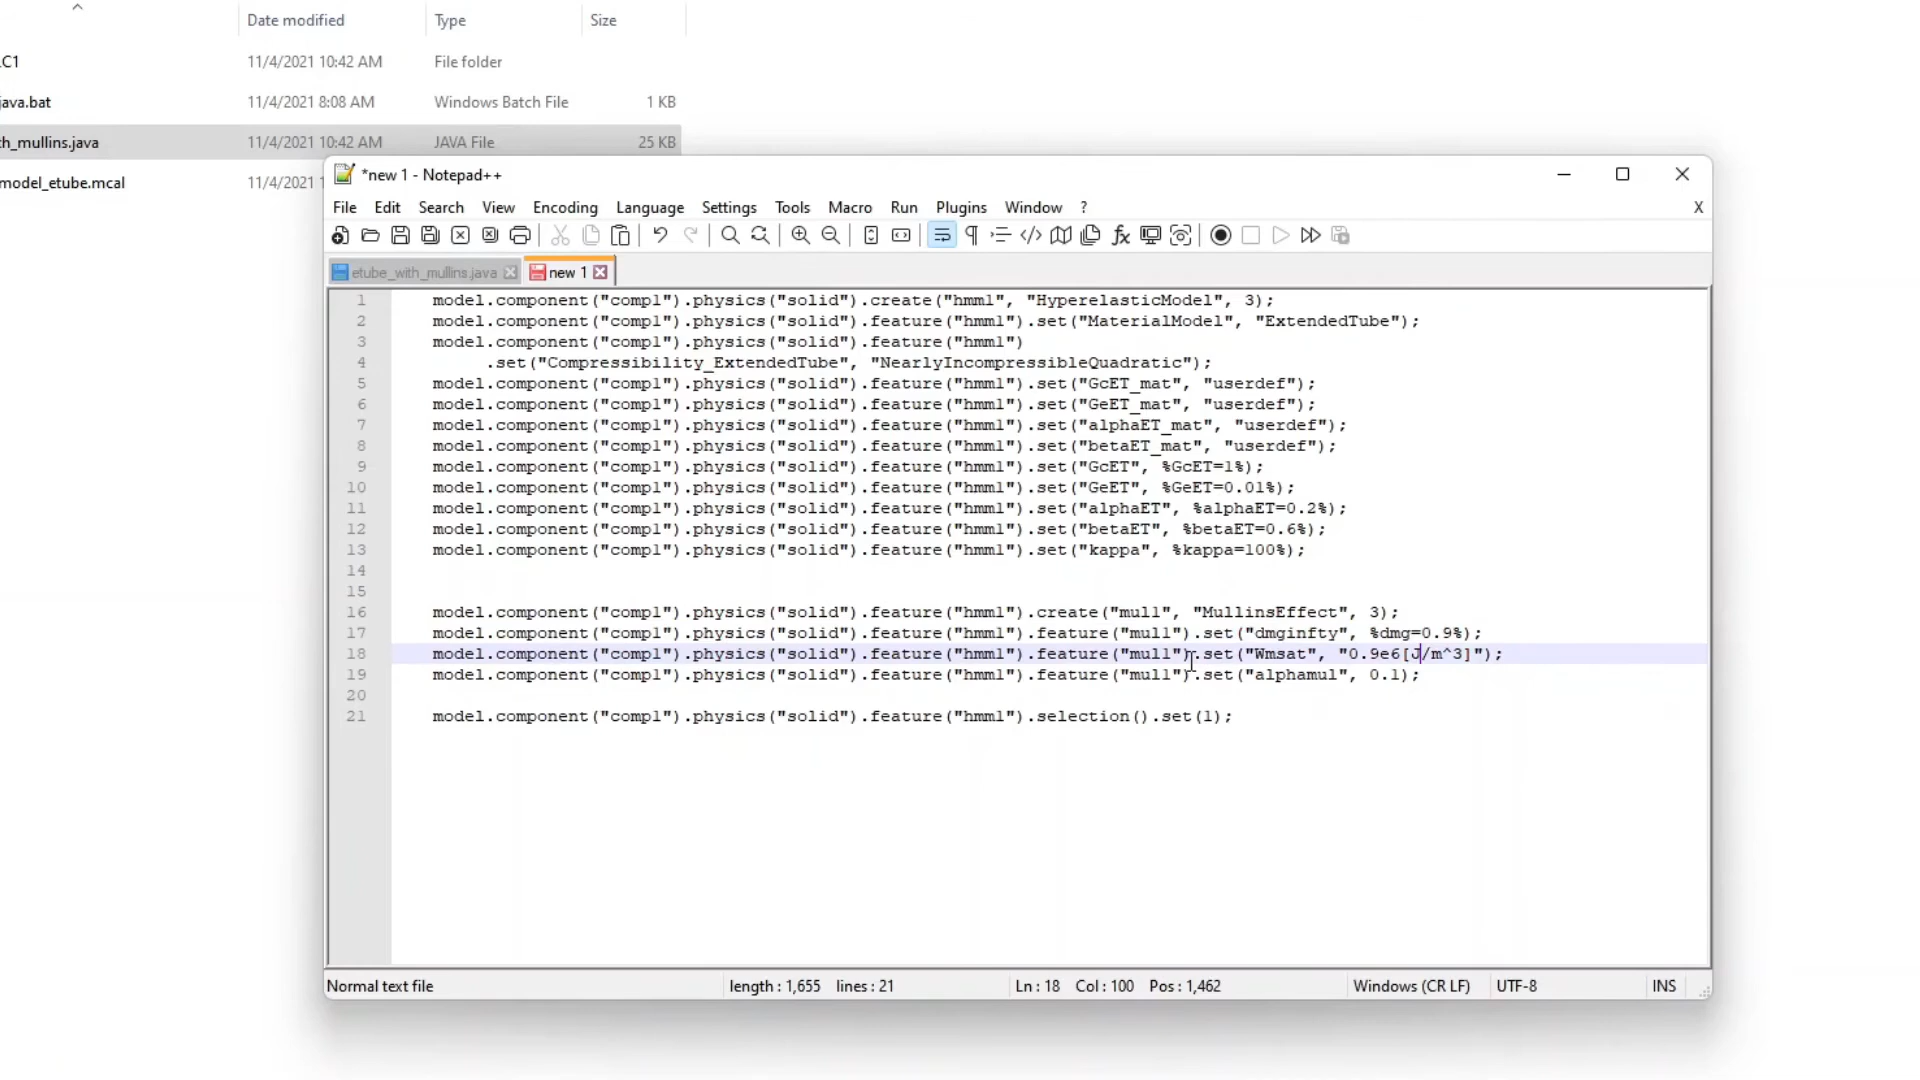 Date modified Type Size
.C1 11/4/2021 10:42 AM File folder
java.bat 11/4/2021 8:08 AM Windows Batch File 1 KB
th_mullins.java 11/4/2021 10:42 AM JAVA File 25 KB
model_etube.mcal 11/4/2021 1
*new 1 - Notepad++
File Edit Search View Encoding Language Settings Tools Macro Run Plugins Window ? X
etube_with_mullins.java new 1
1 model.component("comp1").physics("solid").create("hmm1", "HyperelasticModel", 3);
2 model.component("comp1").physics("solid").feature("hmm1").set("MaterialModel", "ExtendedTube");
3 model.component("comp1").physics("solid").feature("hmm1")
4 .set("Compressibility_ExtendedTube", "NearlyIncompressibleQuadratic");
5 model.component("comp1").physics("solid").feature("hmm1").set("GcET_mat", "userdef");
6 model.component("comp1").physics("solid").feature("hmm1").set("GeET_mat", "userdef");
7 model.component("comp1").physics("solid").feature("hmm1").set("alphaET_mat", "userdef");
8 model.component("comp1").physics("solid").feature("hmm1").set("betaET_mat", "userdef");
9 model.component("comp1").physics("solid").feature("hmm1").set("GcET", %GcET=1%);
10 model.component("comp1").physics("solid").feature("hmm1").set("GeET", %GeET=0.01%);
11 model.component("comp1").physics("solid").feature("hmm1").set("alphaET", %alphaET=0.2%);
12 model.component("comp1").physics("solid").feature("hmm1").set("betaET", %betaET=0.6%);
13 model.component("comp1").physics("solid").feature("hmm1").set("kappa", %kappa=100%);
14
15
16 model.component("comp1").physics("solid").feature("hmm1").create("mul1", "MullinsEffect", 3);
17 model.component("comp1").physics("solid").feature("hmm1").feature("mul1").set("dmginfty", %dmg=0.9%);
18 model.component("comp1").physics("solid").feature("hmm1").feature("mul1").set("Wmsat", "0.9e6[J/m^3]");
19 model.component("comp1").physics("solid").feature("hmm1").feature("mul1").set("alphamul", 0.1);
20
21 model.component("comp1").physics("solid").feature("hmm1").selection().set(1);
Normal text file length : 1,655 lines : 21 Ln : 18 Col : 100 Pos : 1,462 Windows (CR LF) UTF-8 INS